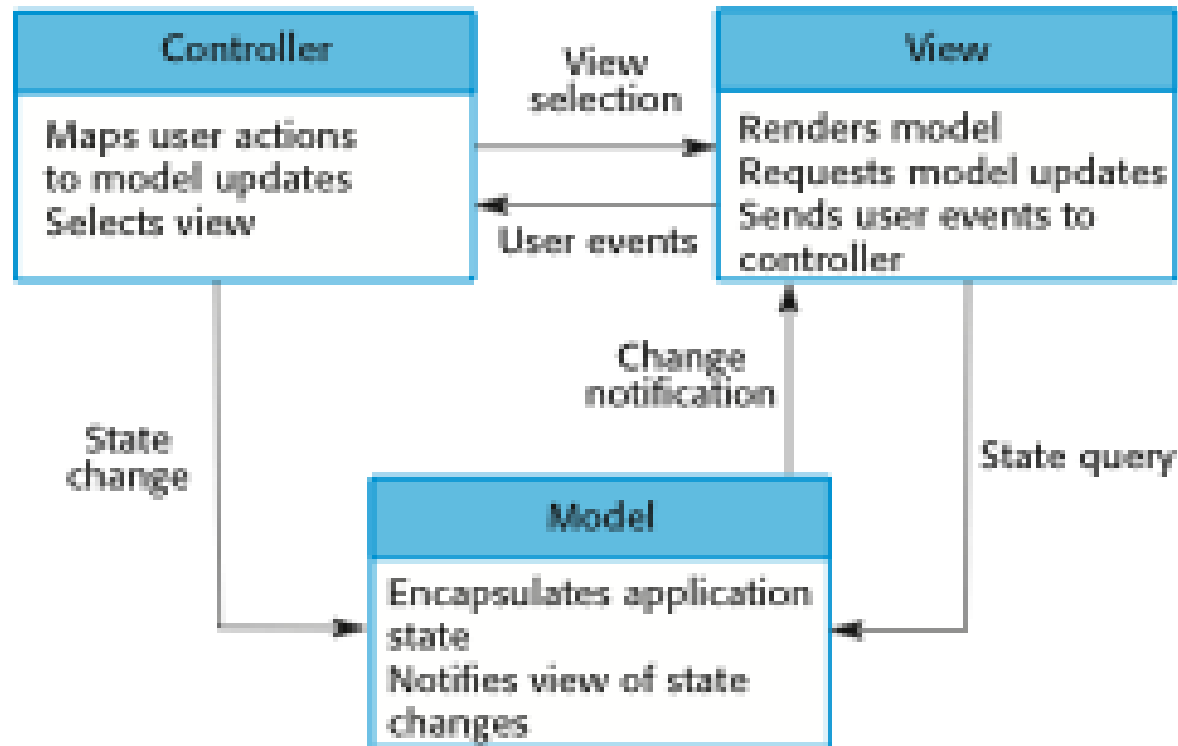 Controller
Maps user actions
to model updates
Selects view
View
selection
User events
View
Renders model
Requests model updates
Sends user events to
controller
State
change
Change
notification
State query
Model
Encapsulates application
state
Notifies view of state
changes